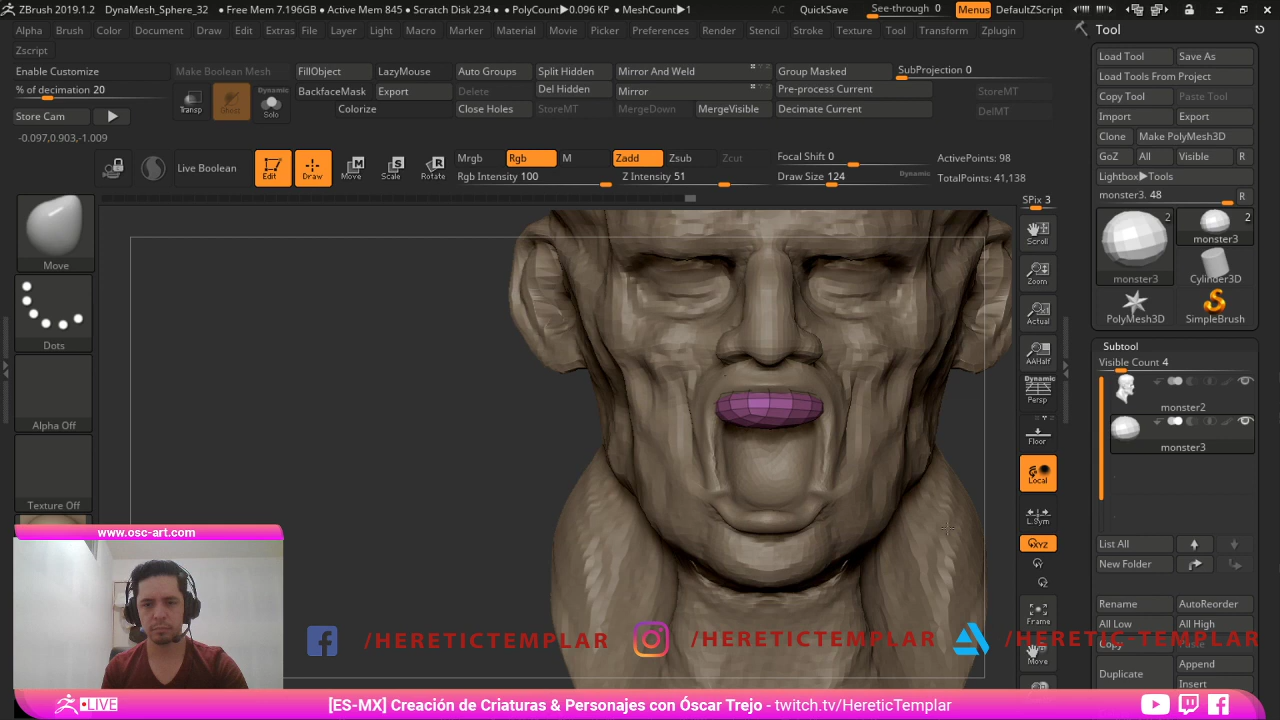 ZBrush 2019.1.2 DynaMesh_Sphere_32 • Free Mem 7.196GB • Active Mem 845 • Scratch Disk 234 • PolyCount▶0.096 KP • MeshCount▶1 AC QuickSave See-through 0 Menus DefaultZScript
Alpha Brush Color Document Draw Edit Extras File Layer Light Macro Marker Material Movie Picker Preferences Render Stencil Stroke Texture Tool Transform Zplugin
Zscript
Enable Customize
% of decimation 20
Store Cam
Transp
Ghost
Dynamic
Solo
Make Boolean Mesh
FillObject LazyMouse
BackfaceMask Export
Colorize
Auto Groups Split Hidden Mirror And Weld Group Masked SubProjection 0
Delete Del Hidden Mirror Pre-process Current StoreMT
Close Holes StoreMT MergeDown MergeVisible Decimate Current DelMT
-0.097,0.903,-1.009
Live Boolean
Edit Draw Move Scale Rotate
Mrgb Rgb M Zadd Zsub Zcut
Rgb Intensity 100 Z Intensity 51
Focal Shift 0
Draw Size 124 Dynamic
ActivePoints: 98
TotalPoints: 41,138
Move
Dots
Alpha Off
Texture Off
SPix 3
Scroll
Zoom
Actual
AAHalf
Dynamic
Persp
Floor
Local
L.Sym
XYZ
Frame
Move
Tool
Load Tool Save As
Load Tools From Project
Copy Tool Paste Tool
Import Export
Clone Make PolyMesh3D
GoZ All Visible R
Lightbox▶Tools
monster3. 48 R
2
monster3
2
monster3
Cylinder3D
PolyMesh3D
SimpleBrush
Subtool
Visible Count 4
monster2
monster3
List All
New Folder
Rename AutoReorder
All Low All High
Copy Paste
Duplicate Append
Insert
www.osc-art.com
/HERETICTEMPLAR
/HERETICTEMPLAR
/HERETIC-TEMPLAR
LIVE
[ES-MX] Creación de Criaturas & Personajes con Óscar Trejo - twitch.tv/HereticTemplar